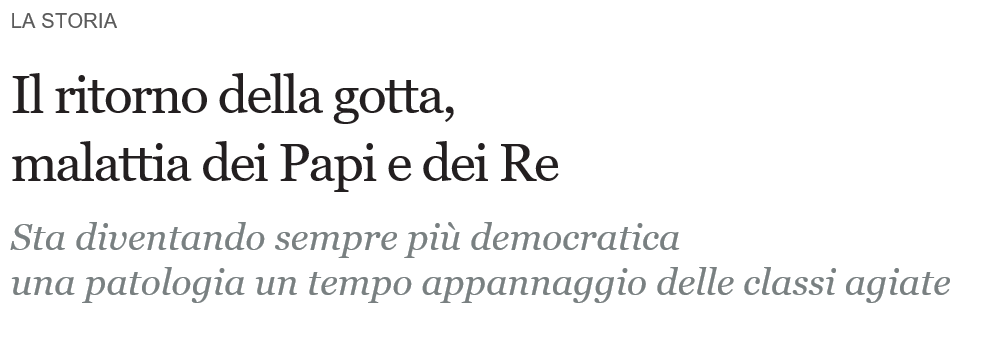 LA STORIA
Il ritorno della gotta,
malattia dei Papi e dei Re
Sta diventando sempre più democratica
una patologia un tempo appannaggio delle classi agiate